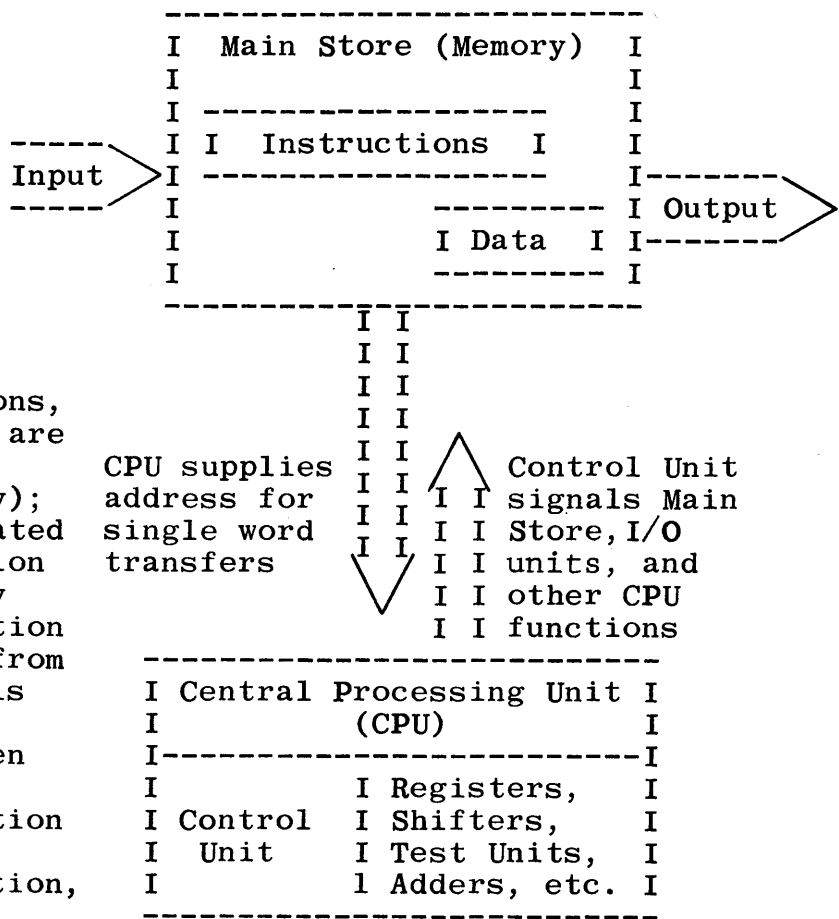 Main Store (Memory)
Instructions
Input
Output
Data
ons,
are
y);
ated
ion
y
tion
from
ls
en
tion
tion,
CPU supplies
address for
single word
transfers
Control Unit
signals Main
Store, I/O
units, and
other CPU
functions
Central Processing Unit
(CPU)
Control
Unit
Registers,
Shifters,
Test Units,
Adders, etc.